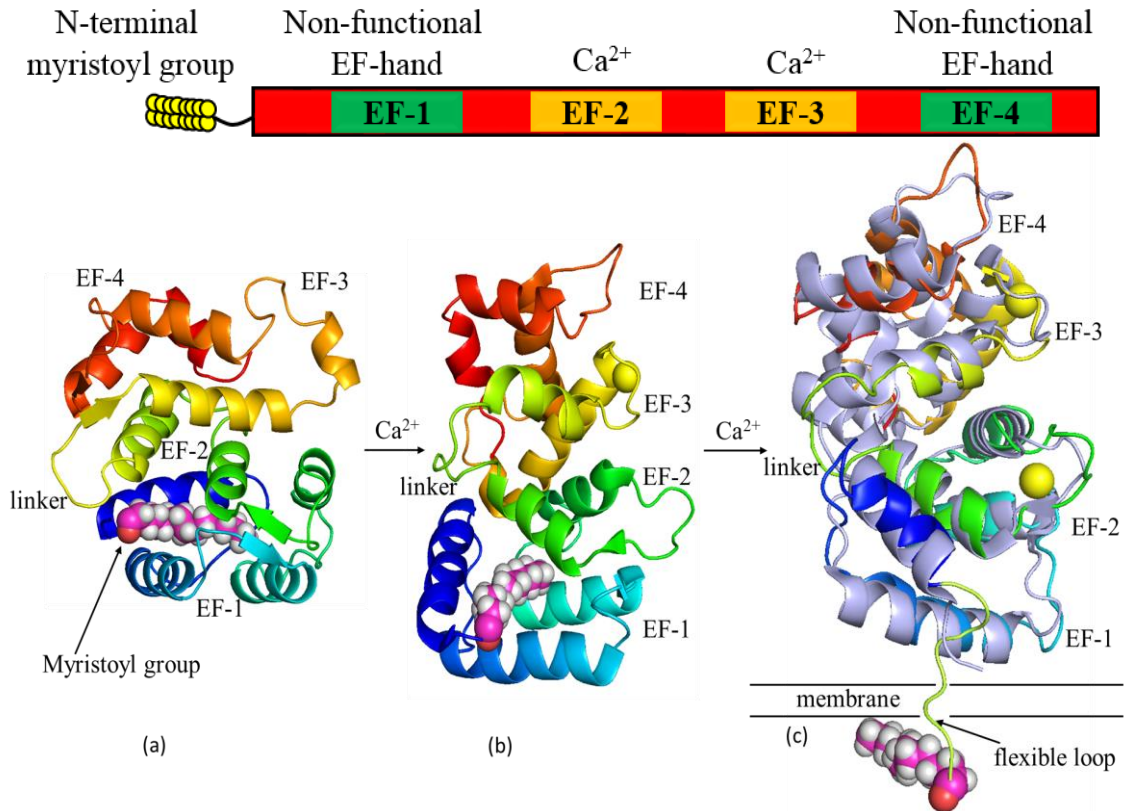 N-terminal
myristoyl group
Non-functional
EF-hand
Ca²⁺
Ca²⁺
Non-functional
EF-hand
EF-1
EF-2
EF-3
EF-4
EF-4
EF-3
EF-2
linker
EF-1
Myristoyl group
(a)
Ca²⁺
EF-4
EF-3
linker
EF-2
EF-1
(b)
Ca²⁺
EF-4
EF-3
linker
EF-2
EF-1
membrane
flexible loop
(c)